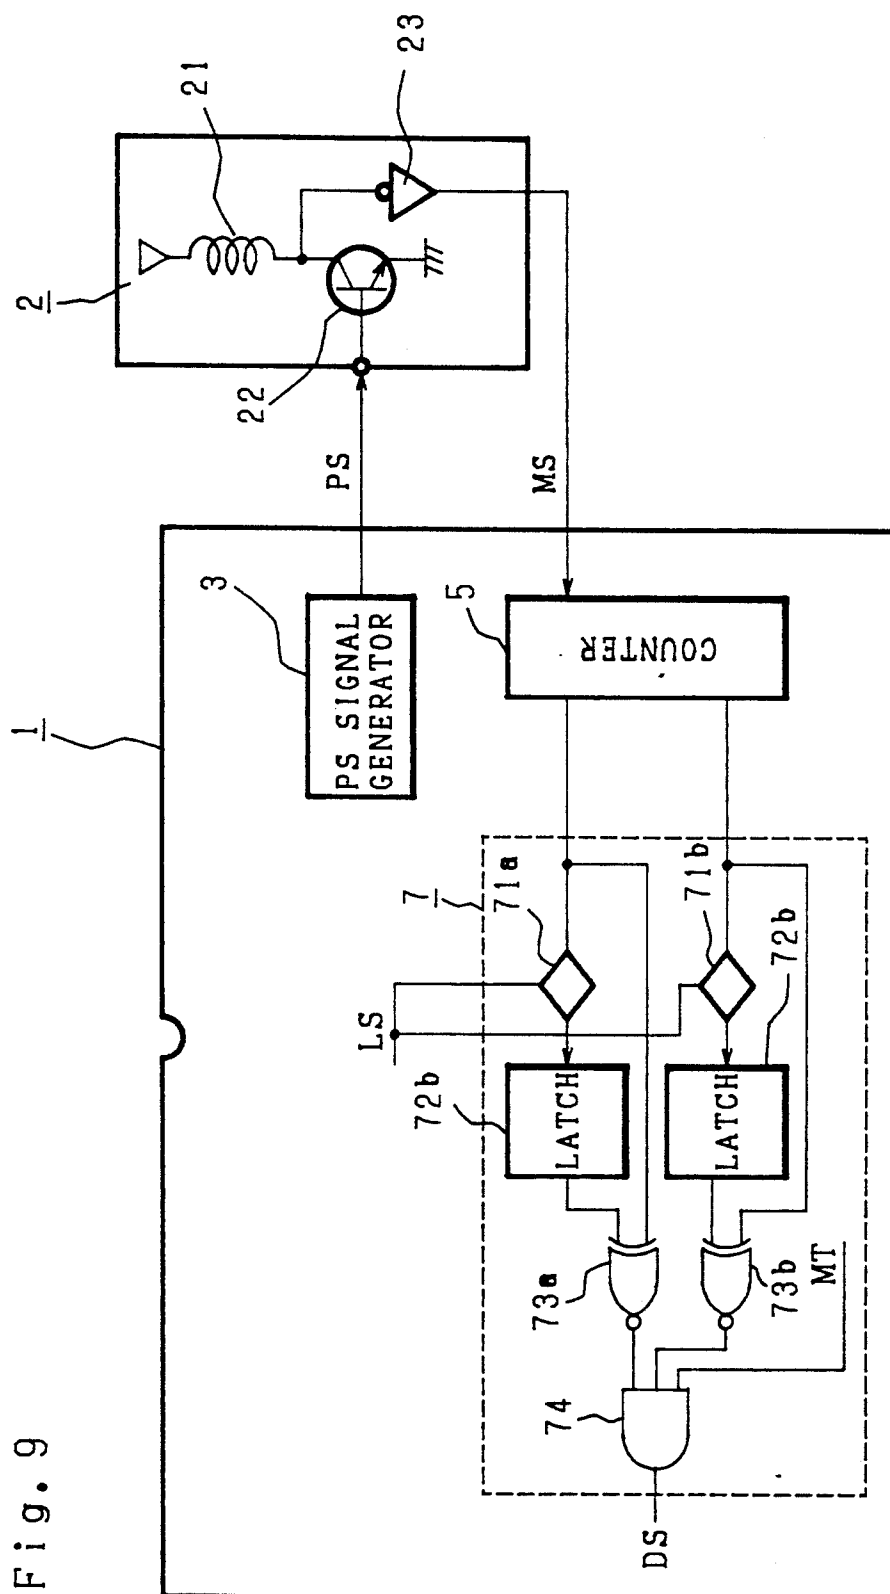 Fig. 9
1
2
21
23
22
PS
MS
3
PS SIGNAL
GENERATOR
5
COUNTER
7
71a
71b
LS
72b
LATCH
72b
LATCH
73a
73b
MT
74
DS